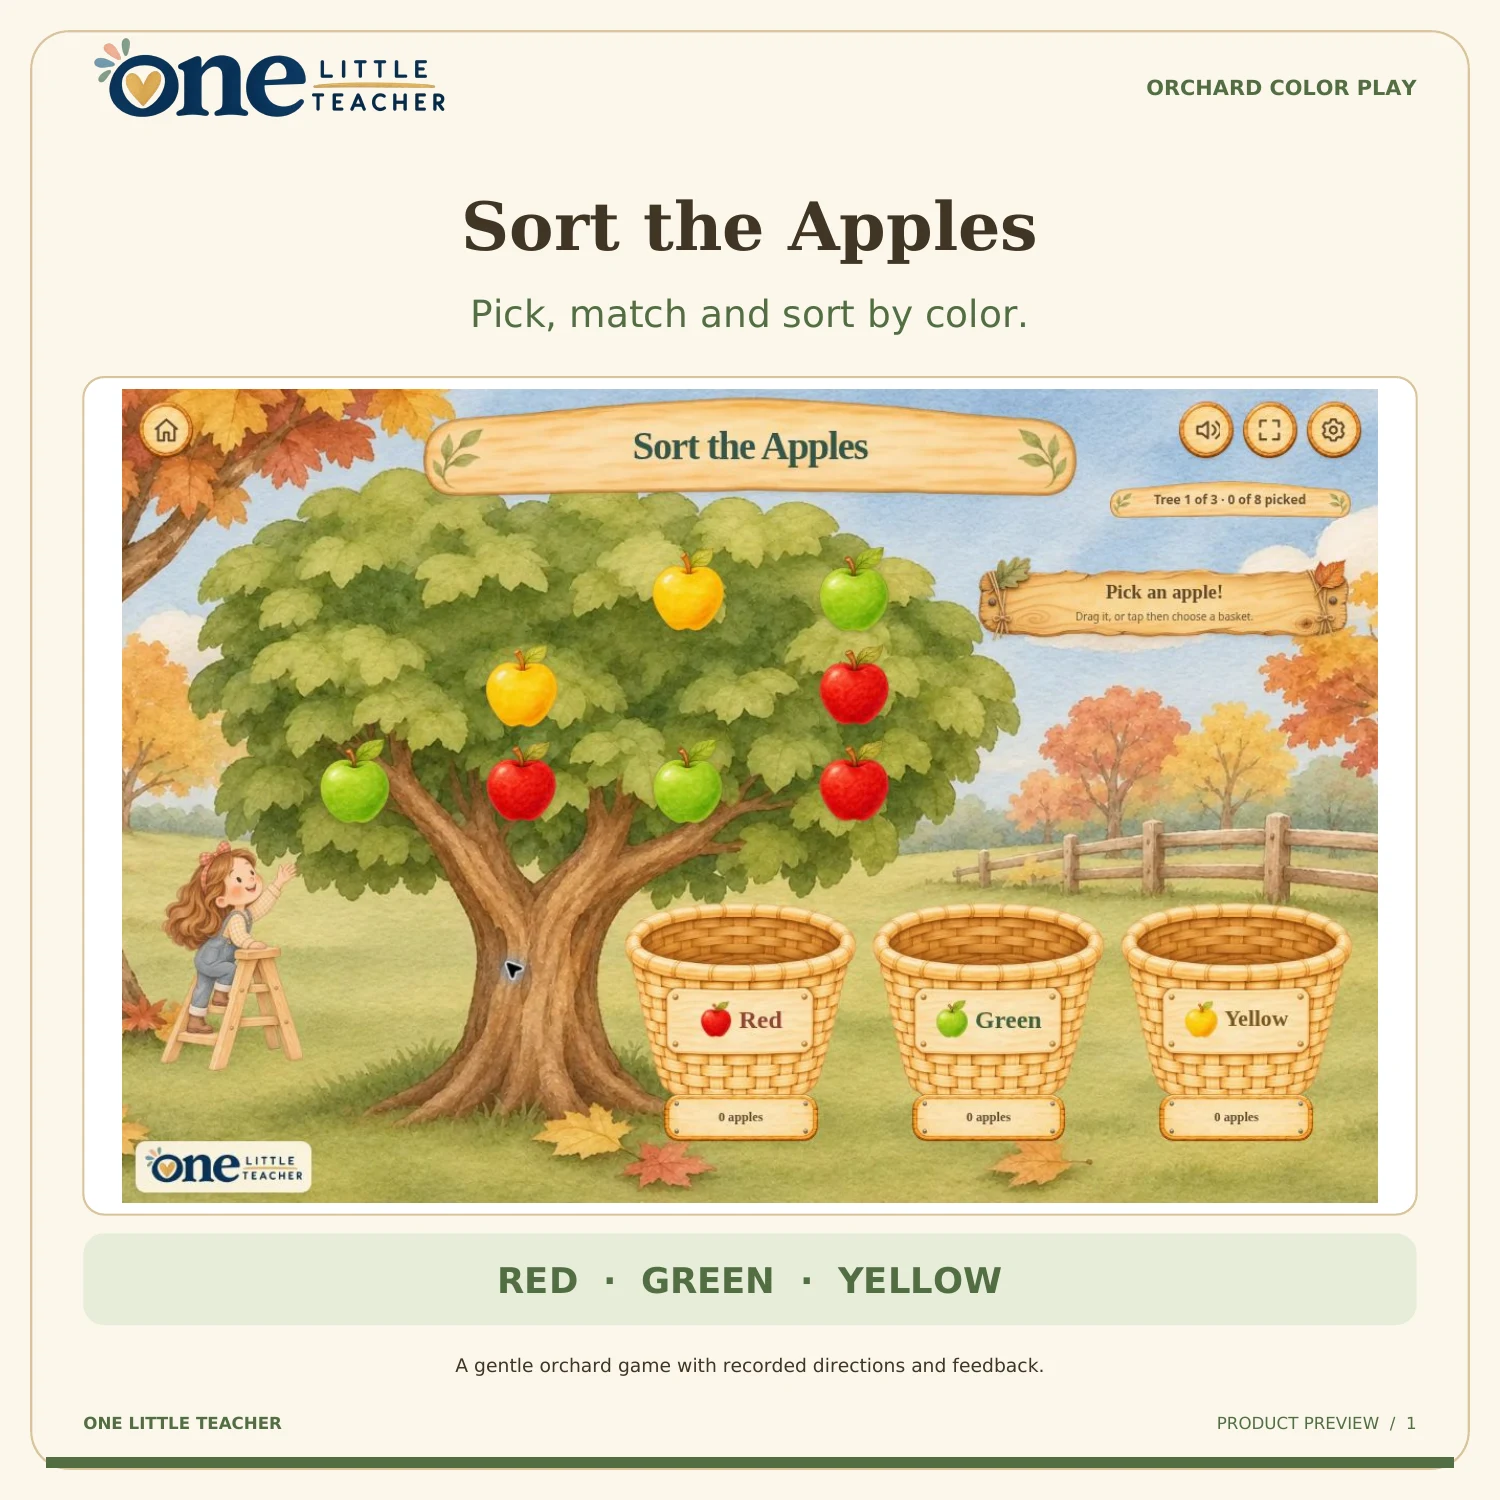 one LITTLE TEACHER
ORCHARD COLOR PLAY
Sort the Apples
Pick, match and sort by color.
Sort the Apples
Tree 1 of 3 · 0 of 8 picked
Pick an apple!
Drag it, or tap then choose a basket.
Red
Green
Yellow
0 apples
0 apples
0 apples
one LITTLE TEACHER
RED · GREEN · YELLOW
A gentle orchard game with recorded directions and feedback.
ONE LITTLE TEACHER
PRODUCT PREVIEW / 1